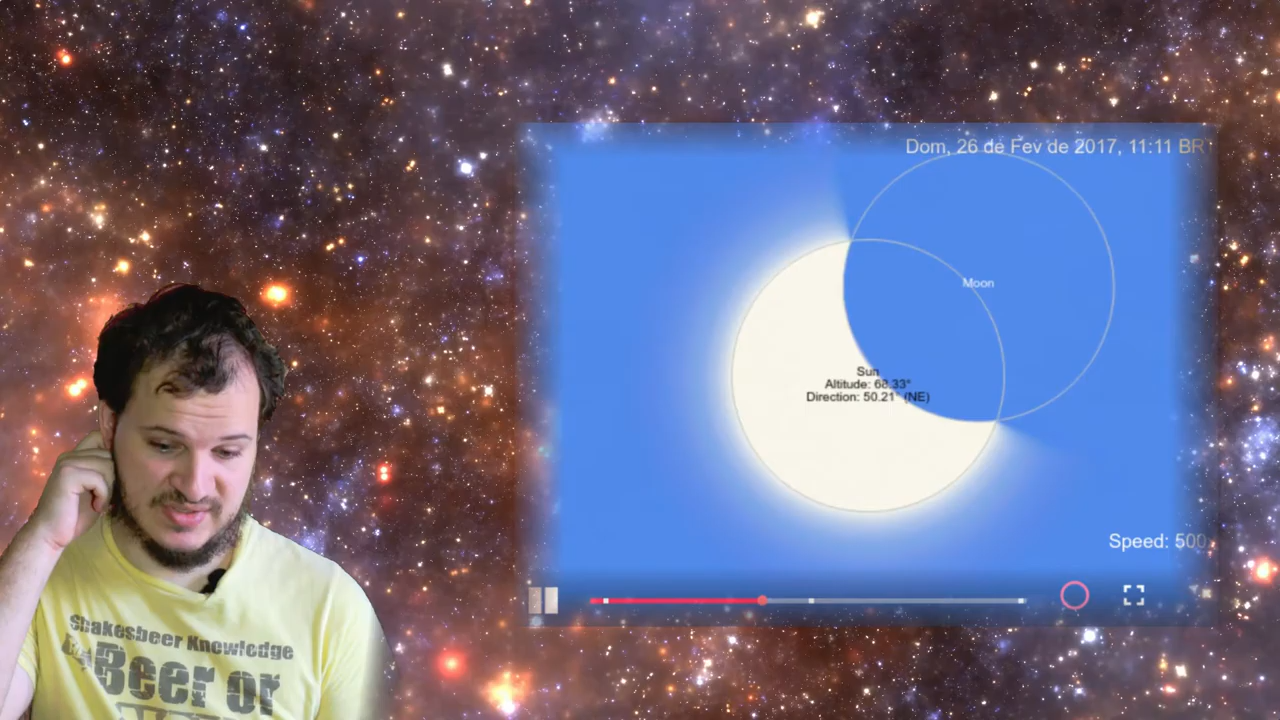 Dom, 26 de Fev de 2017, 11:11 BR
Moon
Sun
Altitude: 68.33°
Direction: 50.21° (NE)
Speed: 500
Shakesbeer Knowledge
Beer or